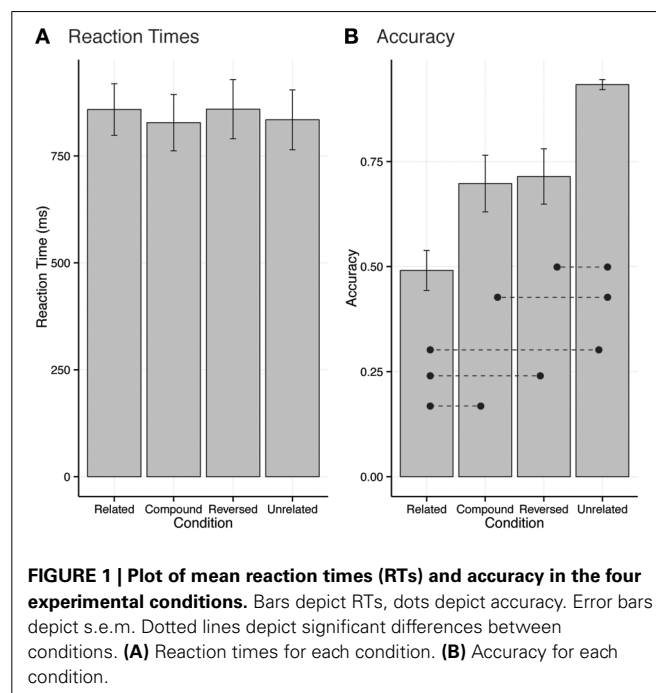 A Reaction Times
B Accuracy
Reaction Time (ms)
750
500
250
0
Related Compound Reversed Unrelated
Condition
Accuracy
0.75
0.50
0.25
0.00
Related Compound Reversed Unrelated
Condition
FIGURE 1 | Plot of mean reaction times (RTs) and accuracy in the four
experimental conditions. Bars depict RTs, dots depict accuracy. Error bars
depict s.e.m. Dotted lines depict significant differences between
conditions. (A) Reaction times for each condition. (B) Accuracy for each
condition.